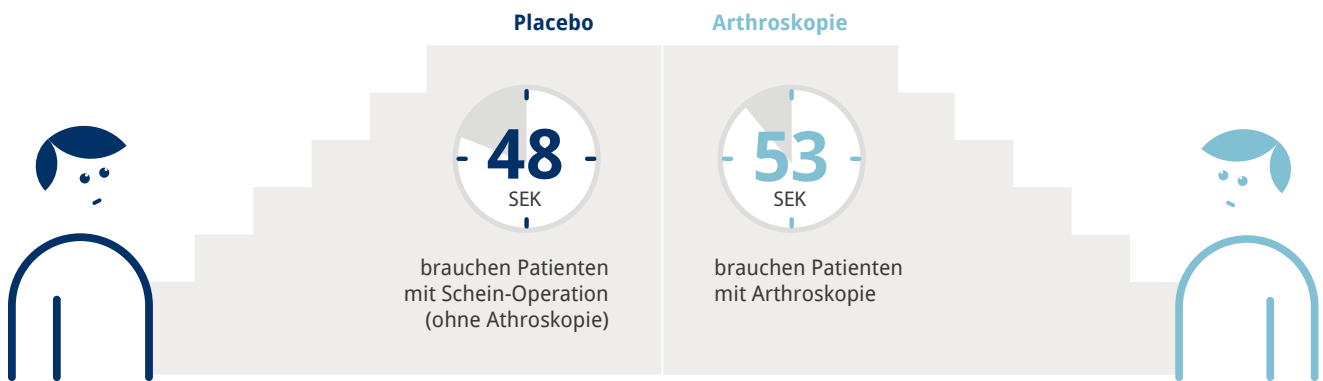 Placebo
48
SEK
brauchen Patienten
mit Schein-Operation
(ohne Athroskopie)
Arthroskopie
53
SEK
brauchen Patienten
mit Arthroskopie